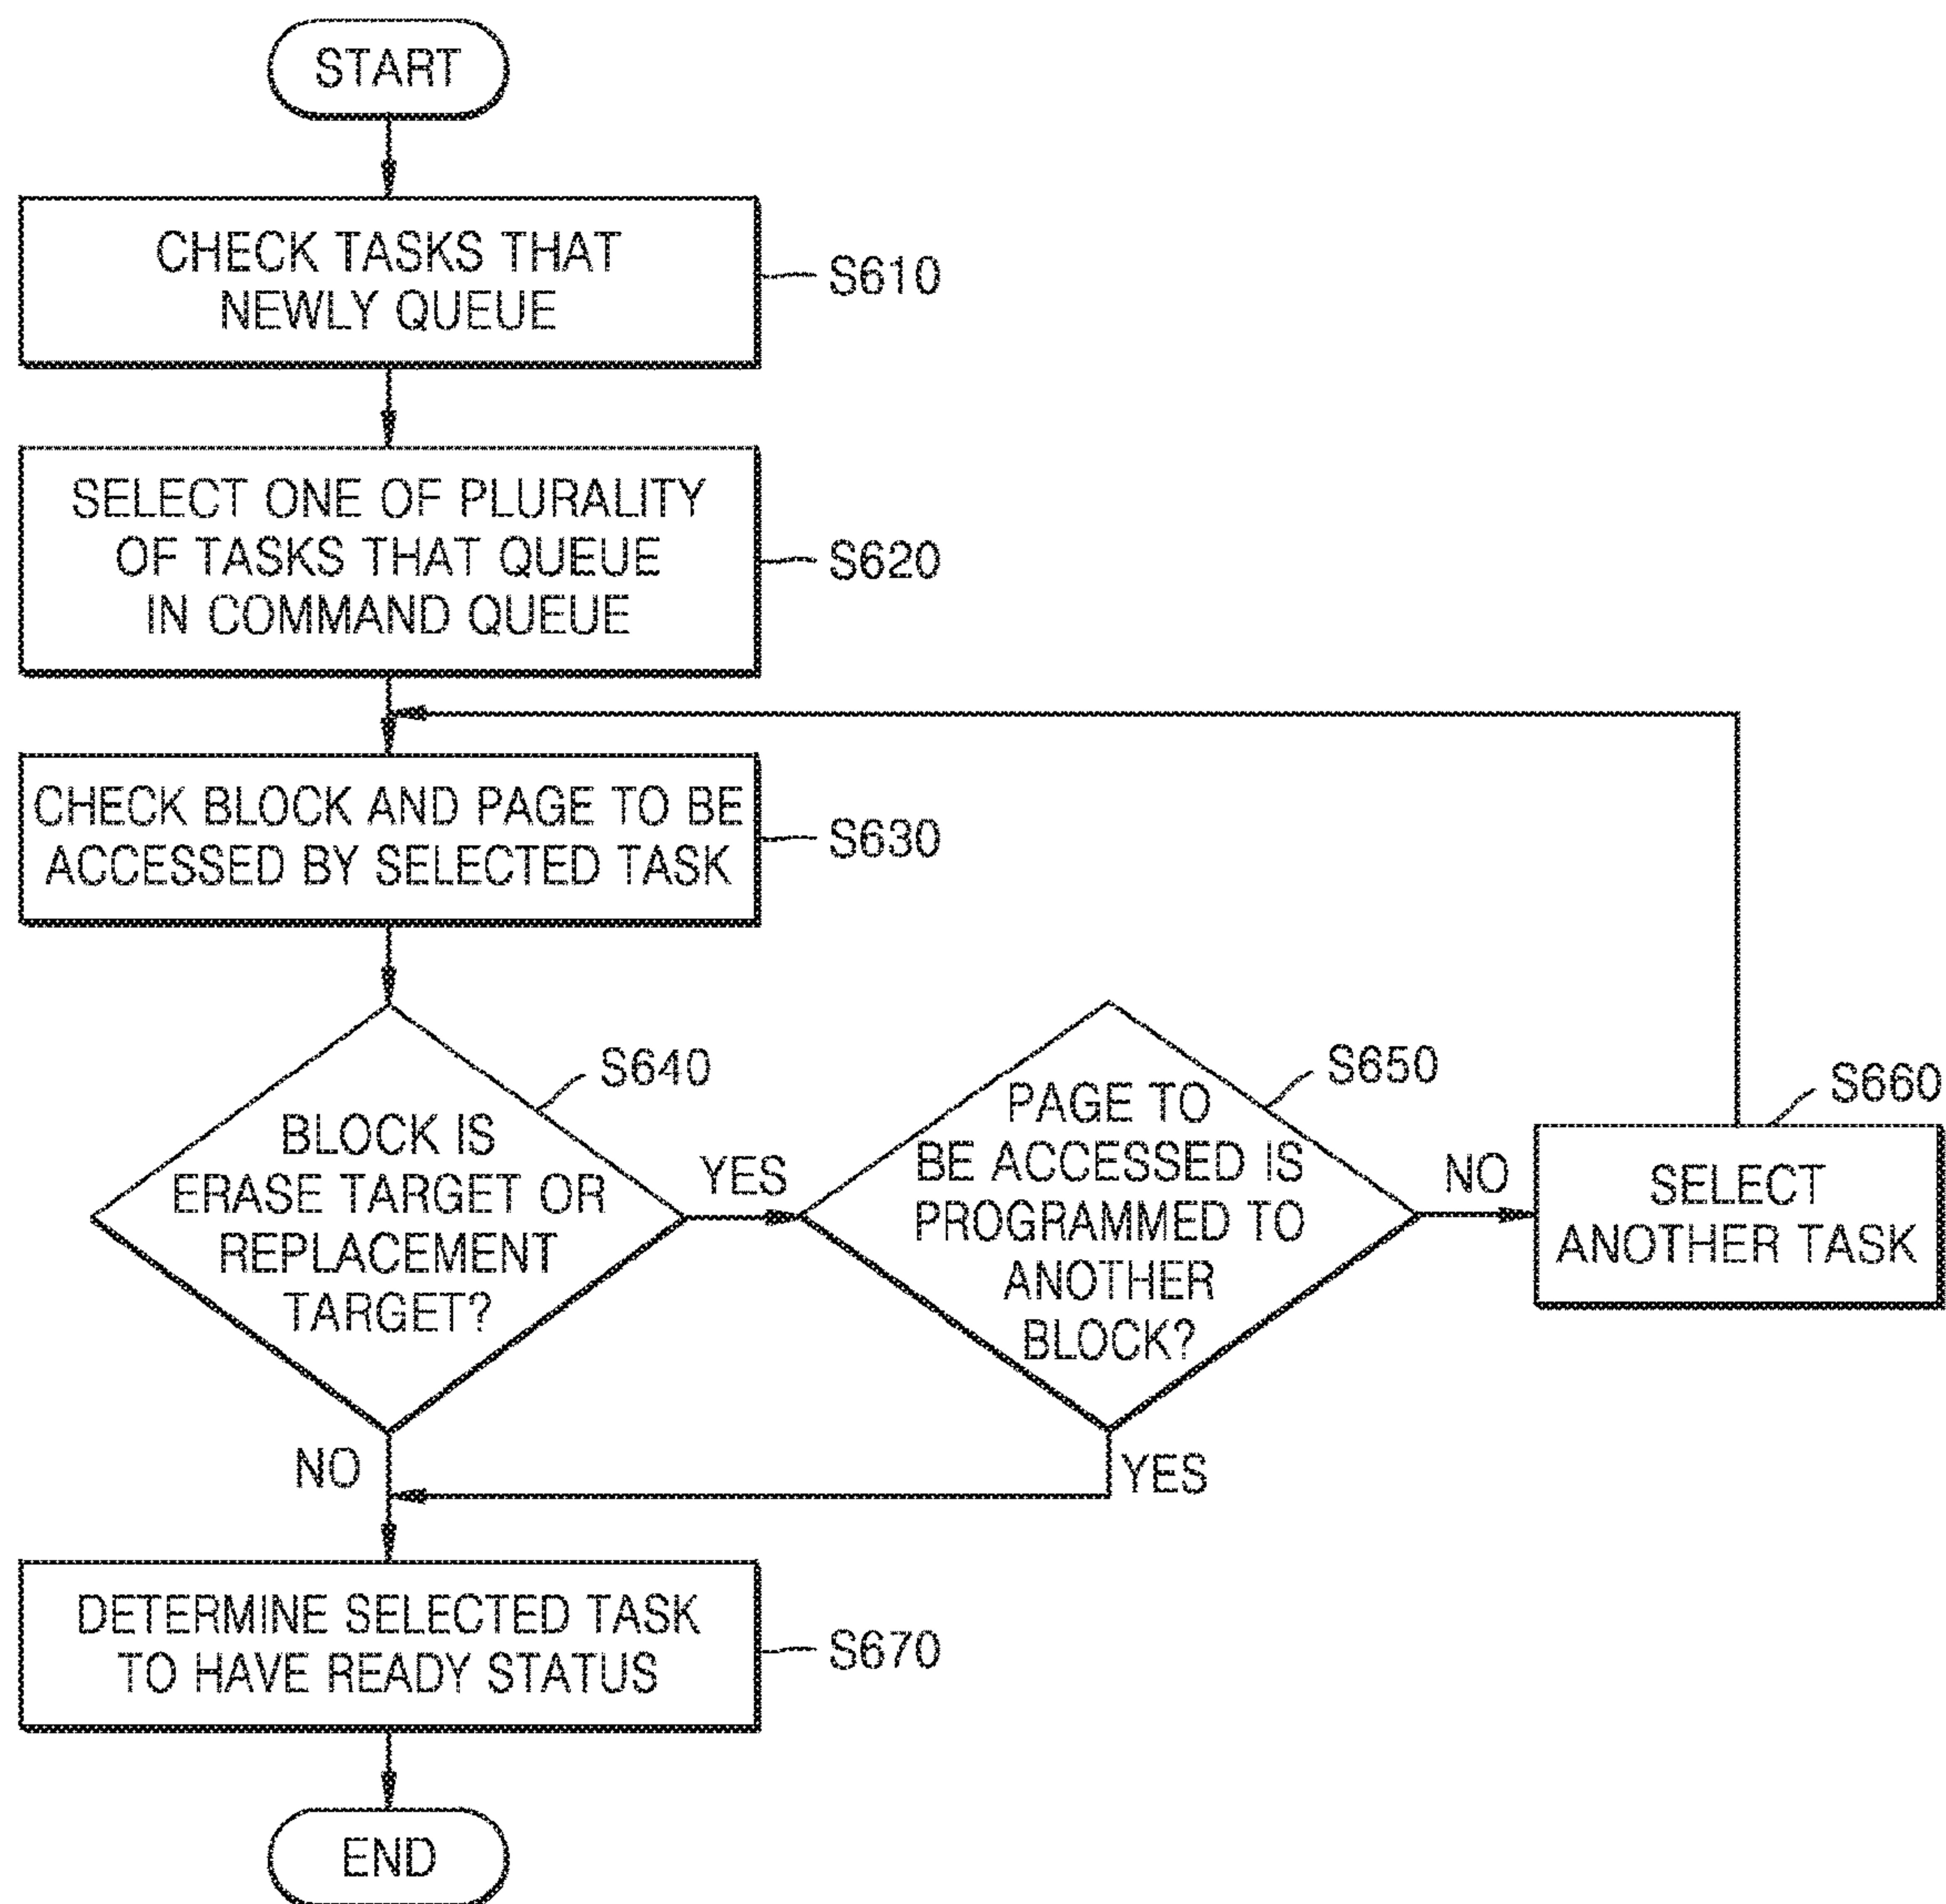 START
CHECK TASKS THAT
NEWLY QUEUE
S610
SELECT ONE OF PLURALITY
OF TASKS THAT QUEUE
IN COMMAND QUEUE
S620
CHECK BLOCK AND PAGE TO BE
ACCESSED BY SELECTED TASK
S630
S640
BLOCK IS
ERASE TARGET OR
REPLACEMENT
TARGET?
YES
NO
S650
PAGE TO
BE ACCESSED IS
PROGRAMMED TO
ANOTHER
BLOCK?
NO
YES
S660
SELECT
ANOTHER TASK
DETERMINE SELECTED TASK
TO HAVE READY STATUS
S670
END